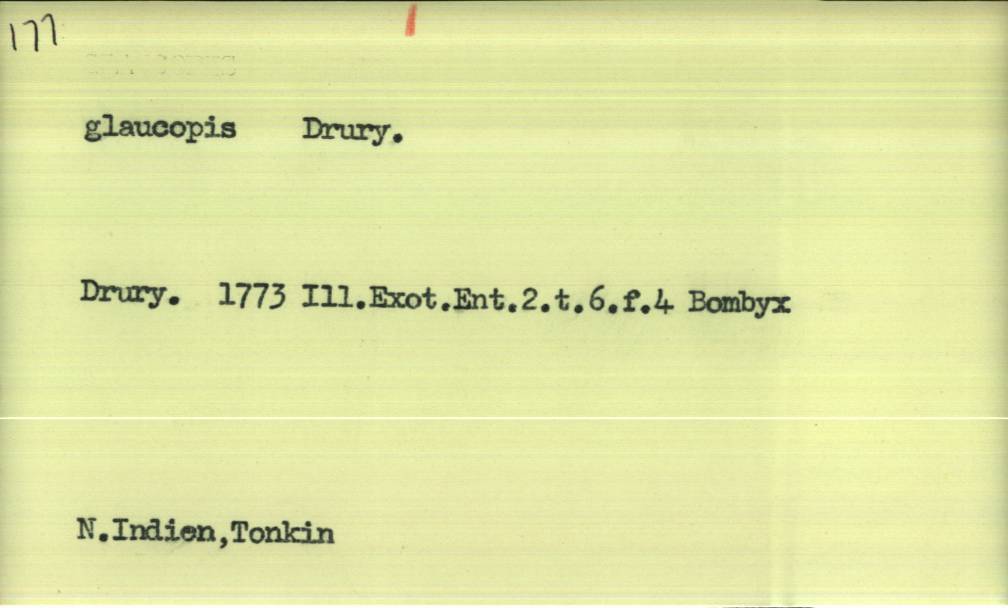 177
glaucopis Drury.
Drury. 1773 Ill.Exot.Ent.2.t.6.f.4 Bombyx
N.Indien,Tonkin